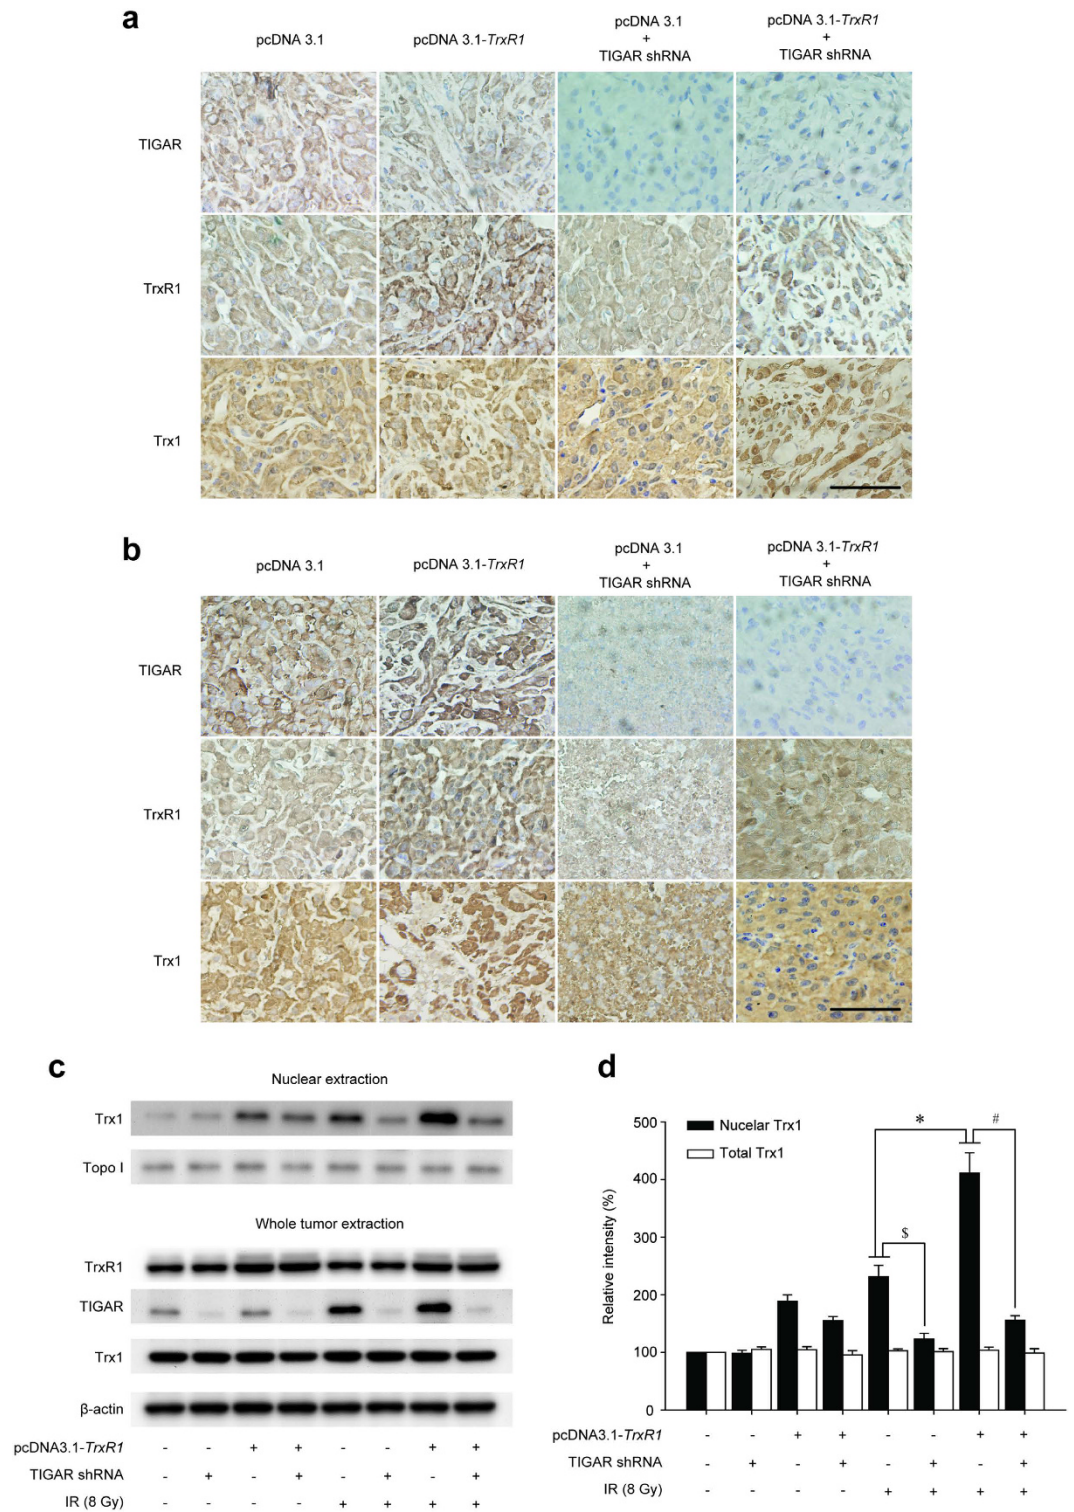 a
pcDNA 3.1
pcDNA 3.1-TrxR1
pcDNA 3.1
+
TIGAR shRNA
pcDNA 3.1-TrxR1
+
TIGAR shRNA
TIGAR
TrxR1
Trx1
b
pcDNA 3.1
pcDNA 3.1-TrxR1
pcDNA 3.1
+
TIGAR shRNA
pcDNA 3.1-TrxR1
+
TIGAR shRNA
TIGAR
TrxR1
Trx1
c
Nuclear extraction
Trx1
Topo I
Whole tumor extraction
TrxR1
TIGAR
Trx1
β-actin
pcDNA3.1-TrxR1 - - + + - - + +
TIGAR shRNA - + - + - + - +
IR (8 Gy) - - - - + + + +
d
Nucelar Trx1
Total Trx1
* #
$
Relative intensity (%)
500
400
300
200
100
0
pcDNA3.1-TrxR1 - - + + - - + +
TIGAR shRNA - + - + - + - +
IR (8 Gy) - - - - + + + +